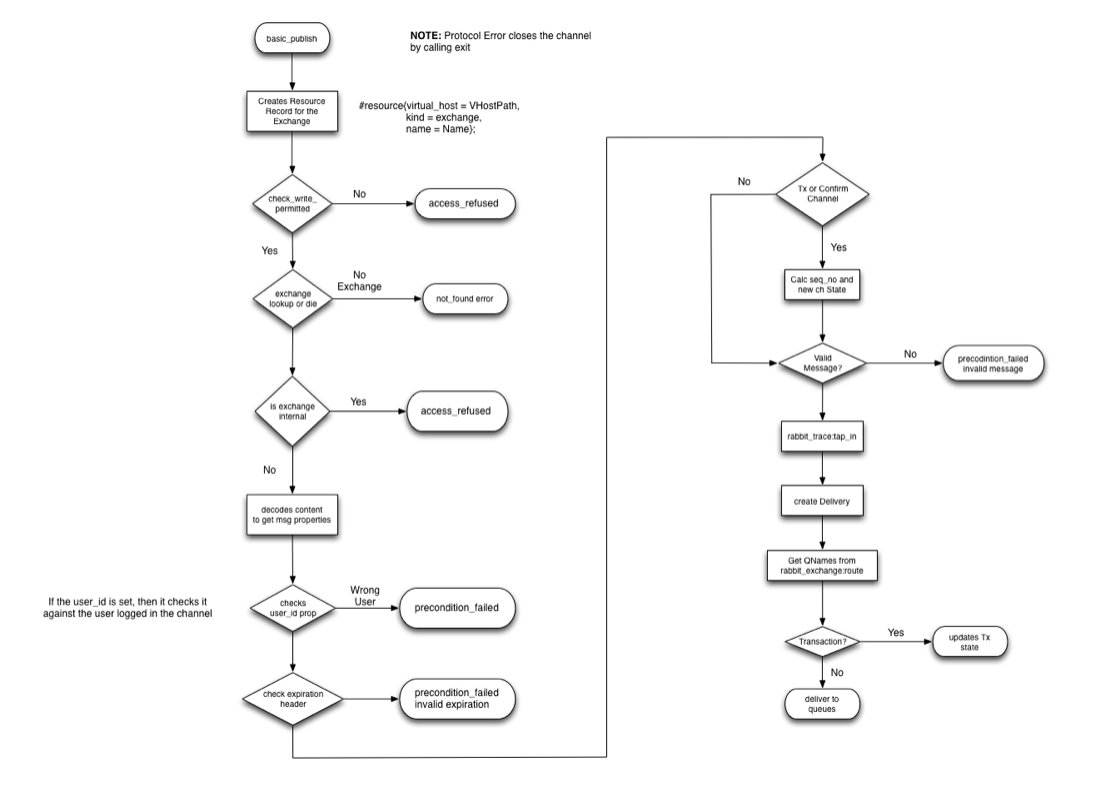 basic_publish
NOTE: Protocol Error closes the channel
by calling exit
Creates Resource
Record for the
Exchange
#resource{virtual_host = VHostPath,
kind = exchange,
name = Name};
check_write_
permitted
No
access_refused
Yes
exchange
lookup or die
No
Exchange
not_found error
is exchange
internal
Yes
access_refused
No
decodes content
to get msg properties
If the user_id is set, then it checks it
against the user logged in the channel
checks
user_id prop
Wrong
User
precondition_failed
check expiration
header
precondition_failed
invalid expiration
Tx or Confirm
Channel
No
Yes
Calc seq_no and
new ch State
Valid
Message?
No
precodintion_failed
invalid message
rabbit_trace:tap_in
create Delivery
Get QNames from
rabbit_exchange:route
Transaction?
Yes
updates Tx
state
No
deliver to
queues